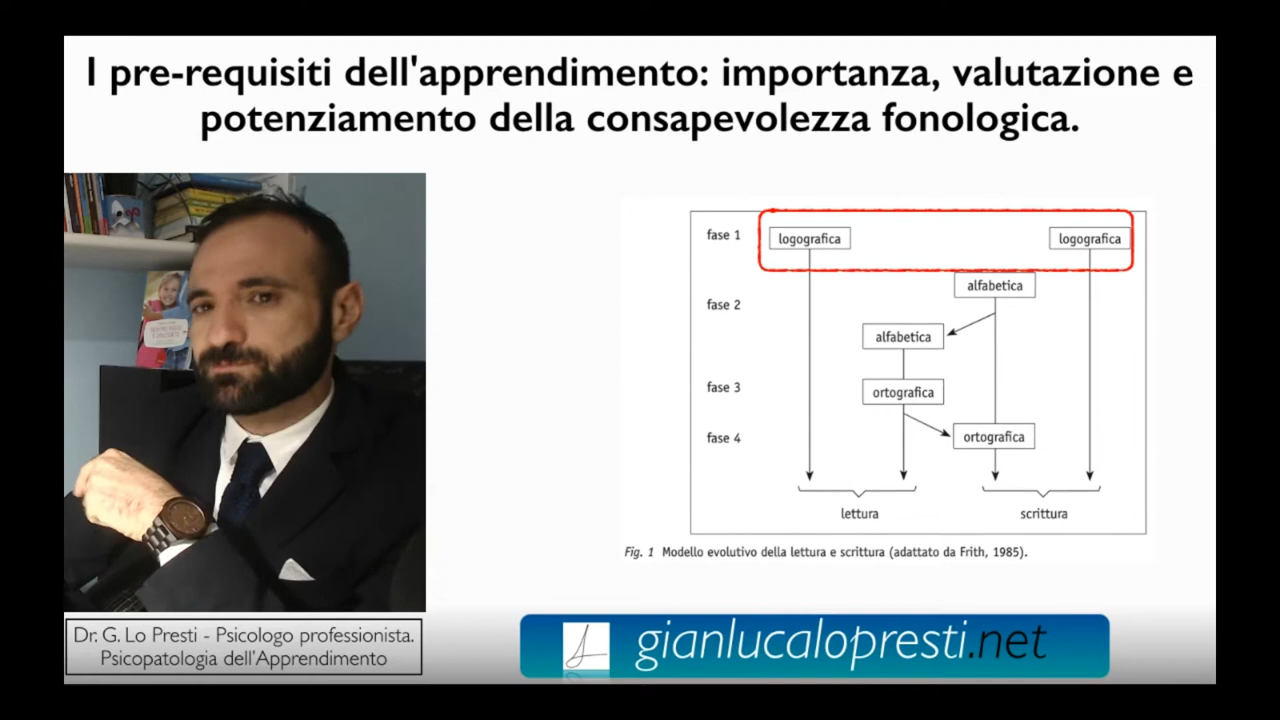 I pre-requisiti dell'apprendimento: importanza, valutazione e
potenziamento della consapevolezza fonologica.
fase 1
logografica
logografica
alfabetica
fase 2
alfabetica
fase 3
ortografica
fase 4
ortografica
lettura
scrittura
Fig. 1 Modello evolutivo della lettura e scrittura (adattato da Frith, 1985).
Dr. G. Lo Presti - Psicologo professionista.
Psicopatologia dell'Apprendimento
gianlucalopresti.net